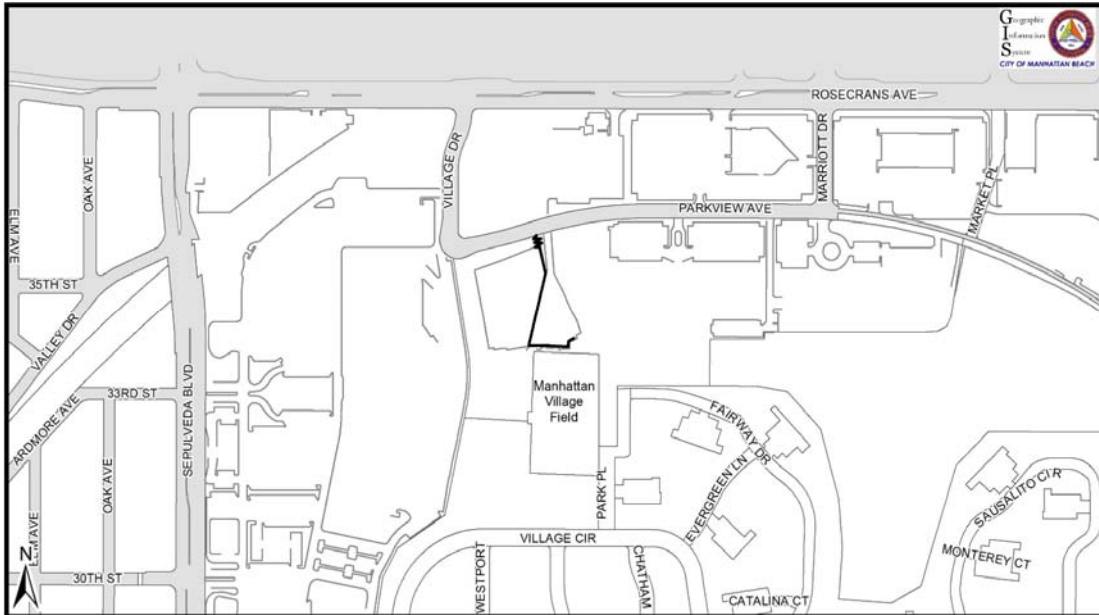 Geographic
Information
System
CITY OF MANHATTAN BEACH
ROSECRANS AVE
OAK AVE
VILLAGE DR
MARRIOTT DR
MARKET PL
ELM AVE
PARKVIEW AVE
35TH ST
VALLEY DR
SEPULVEDA BLVD
33RD ST
ARDMORE AVE
Manhattan
Village
Field
FAIRWAY DR
EVERGREEN LN
PARK PL
OAK AVE
ELM AVE
SAUSALITO CIR
VILLAGE CIR
MONTEREY CT
N
30TH ST
WESTPORT
CHATHAM
CATALINA CT